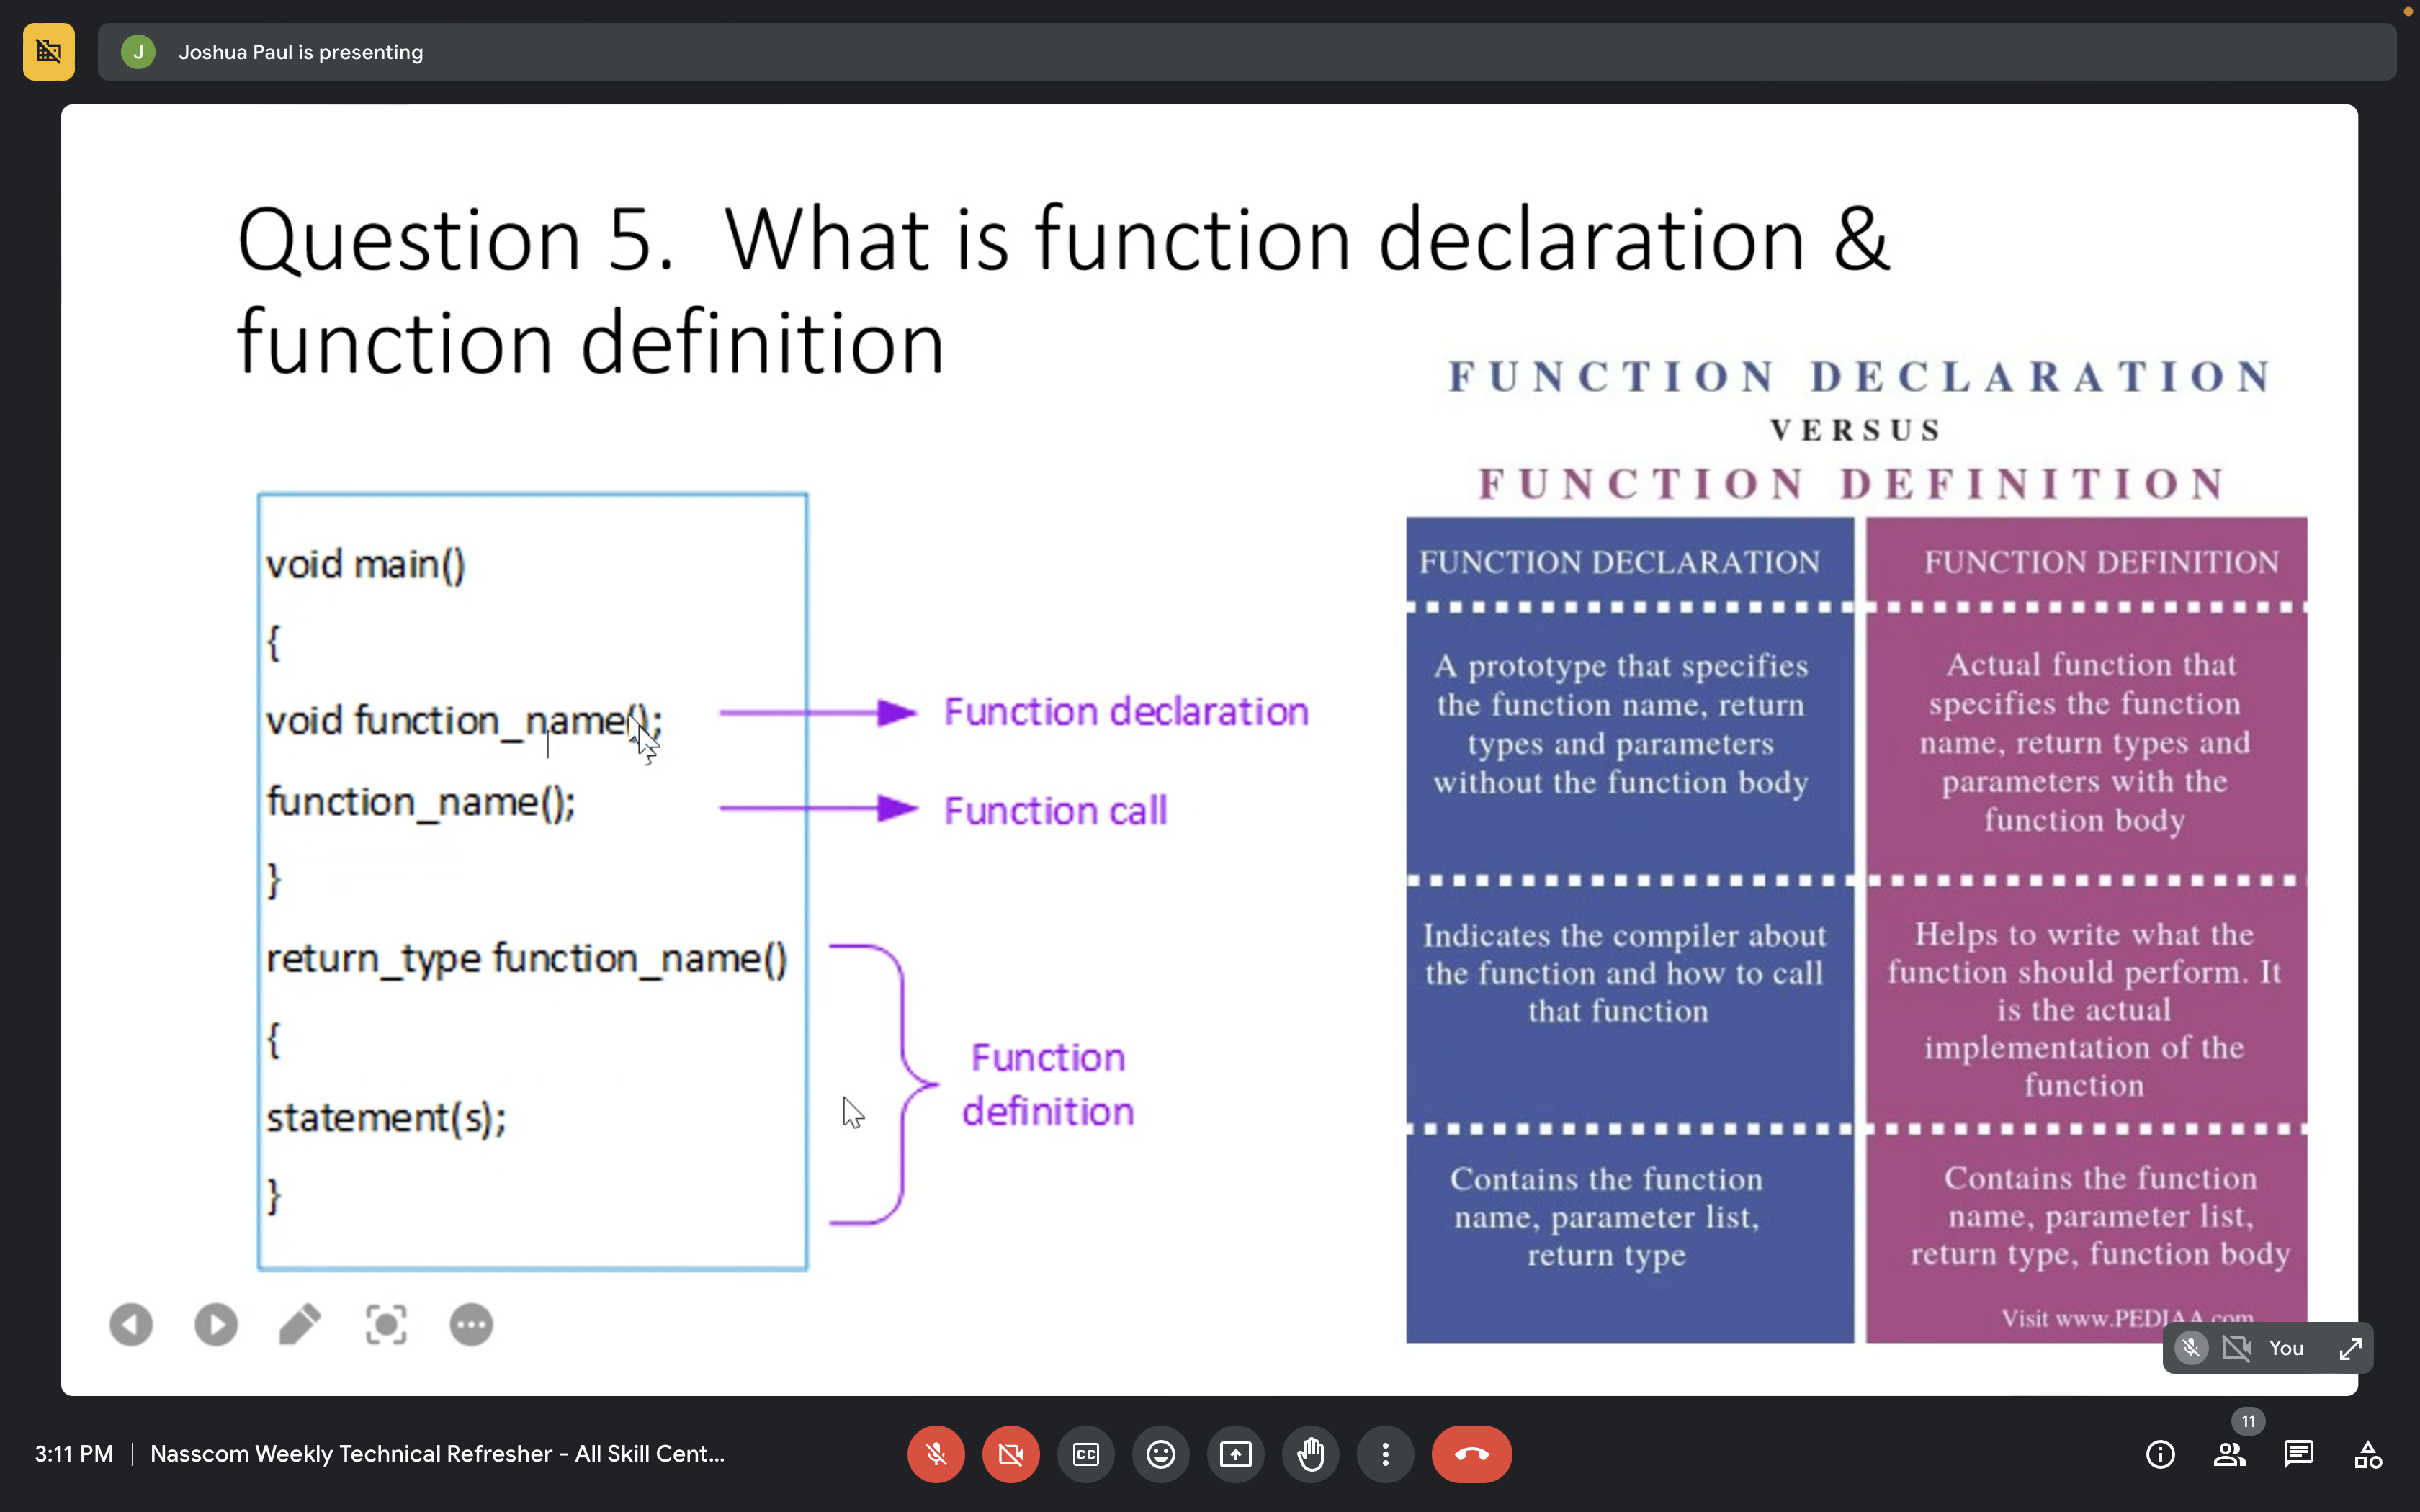 J Joshua Paul is presenting
Question 5. What is function declaration &
function definition
void main()
{
void function_name();
function_name();
}
return_type function_name()
{
statement(s);
}
Function declaration
Function call
Function
definition
FUNCTION DECLARATION
VERSUS
FUNCTION DEFINITION
FUNCTION DECLARATION
A prototype that specifies
the function name, return
types and parameters
without the function body
Indicates the compiler about
the function and how to call
that function
Contains the function
name, parameter list,
return type
FUNCTION DEFINITION
Actual function that
specifies the function
name, return types and
parameters with the
function body
Helps to write what the
function should perform. It
is the actual
implementation of the
function
Contains the function
name, parameter list,
return type, function body
Visit www.PEDIAA.com
You
3:11 PM | Nasscom Weekly Technical Refresher - All Skill Cent...
CC
11